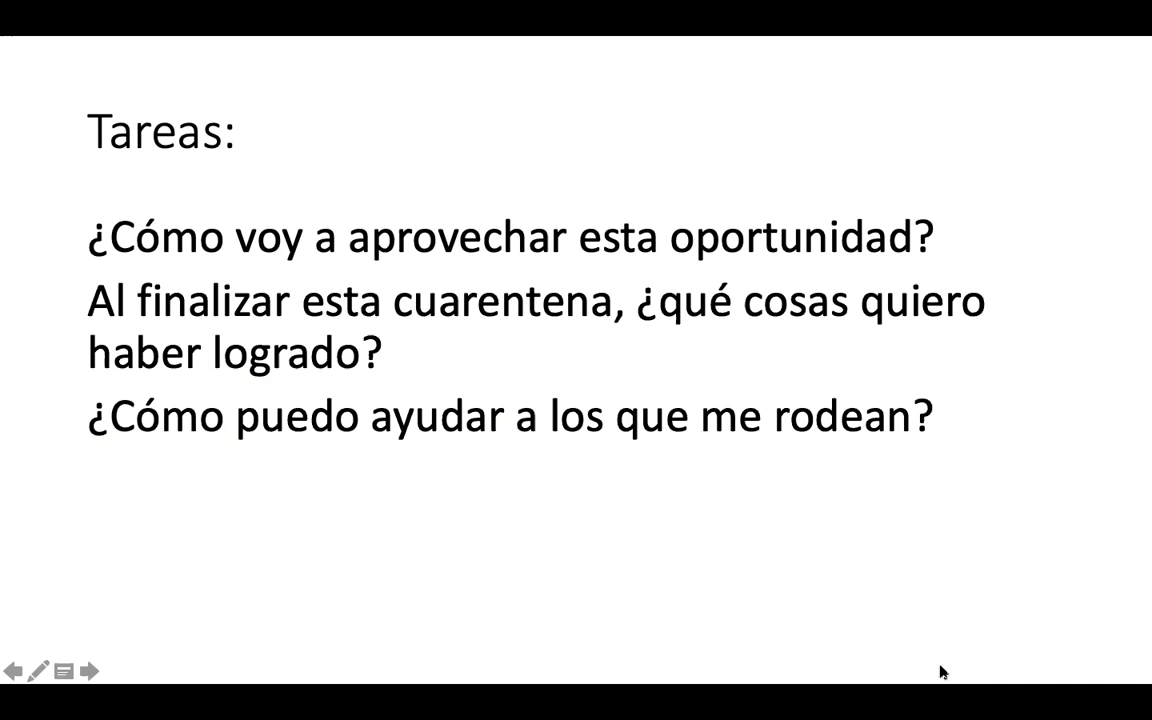 Tareas:
¿Cómo voy a aprovechar esta oportunidad?
Al finalizar esta cuarentena, ¿qué cosas quiero
haber logrado?
¿Cómo puedo ayudar a los que me rodean?